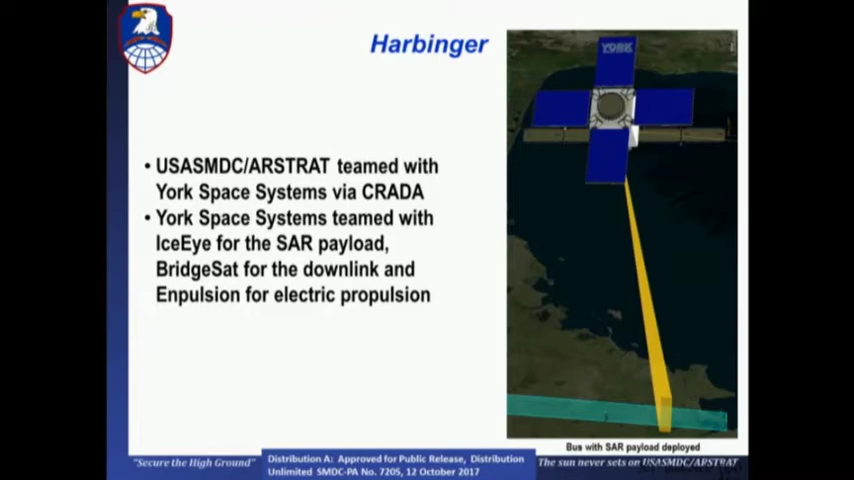 Harbinger
YORK
• USASMDC/ARSTRAT teamed with
York Space Systems via CRADA
• York Space Systems teamed with
IceEye for the SAR payload,
BridgeSat for the downlink and
Enpulsion for electric propulsion
Bus with SAR payload deployed
"Secure the High Ground"
Distribution A: Approved for Public Release, Distribution
Unlimited SMDC-PA No. 7205, 12 October 2017
The sun never sets on USASMDC/ARSTRAT